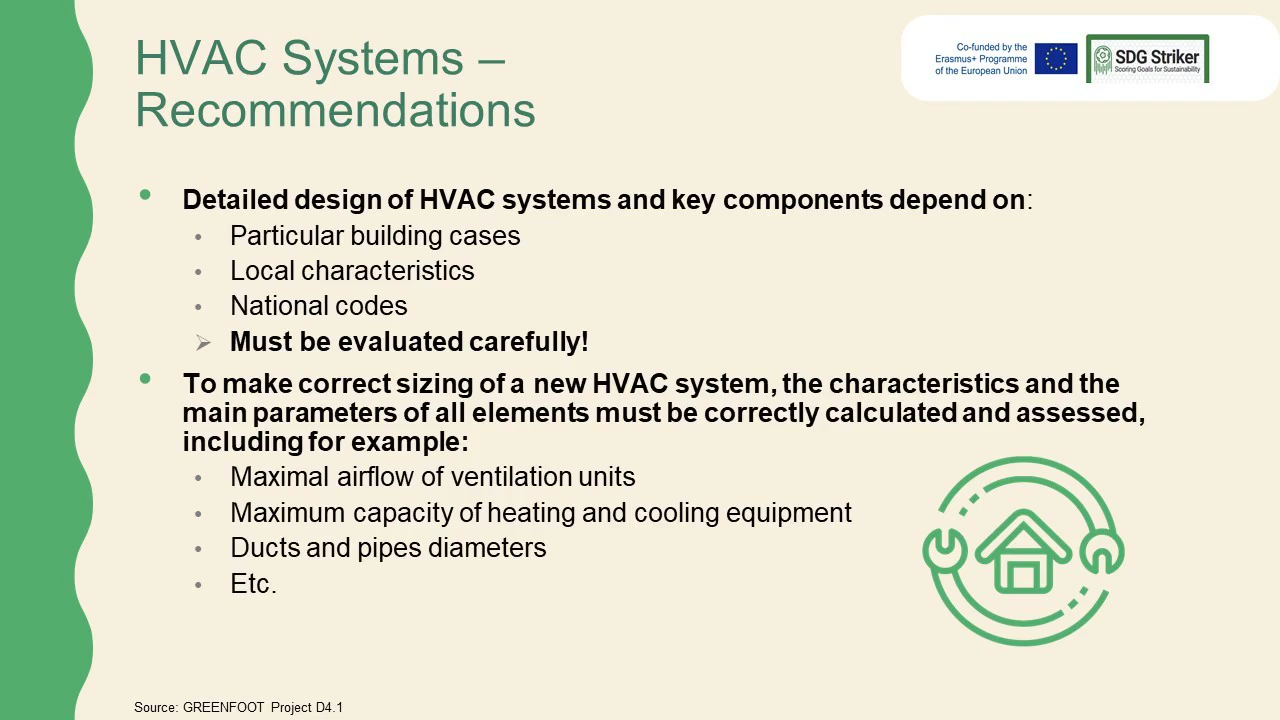 HVAC Systems –
Recommendations
Co-funded by the
Erasmus+ Programme
of the European Union
SDG Striker
Scoring Goals for Sustainability
• Detailed design of HVAC systems and key components depend on:
• Particular building cases
• Local characteristics
• National codes
➢ Must be evaluated carefully!
• To make correct sizing of a new HVAC system, the characteristics and the
main parameters of all elements must be correctly calculated and assessed,
including for example:
• Maximal airflow of ventilation units
• Maximum capacity of heating and cooling equipment
• Ducts and pipes diameters
• Etc.
Source: GREENFOOT Project D4.1